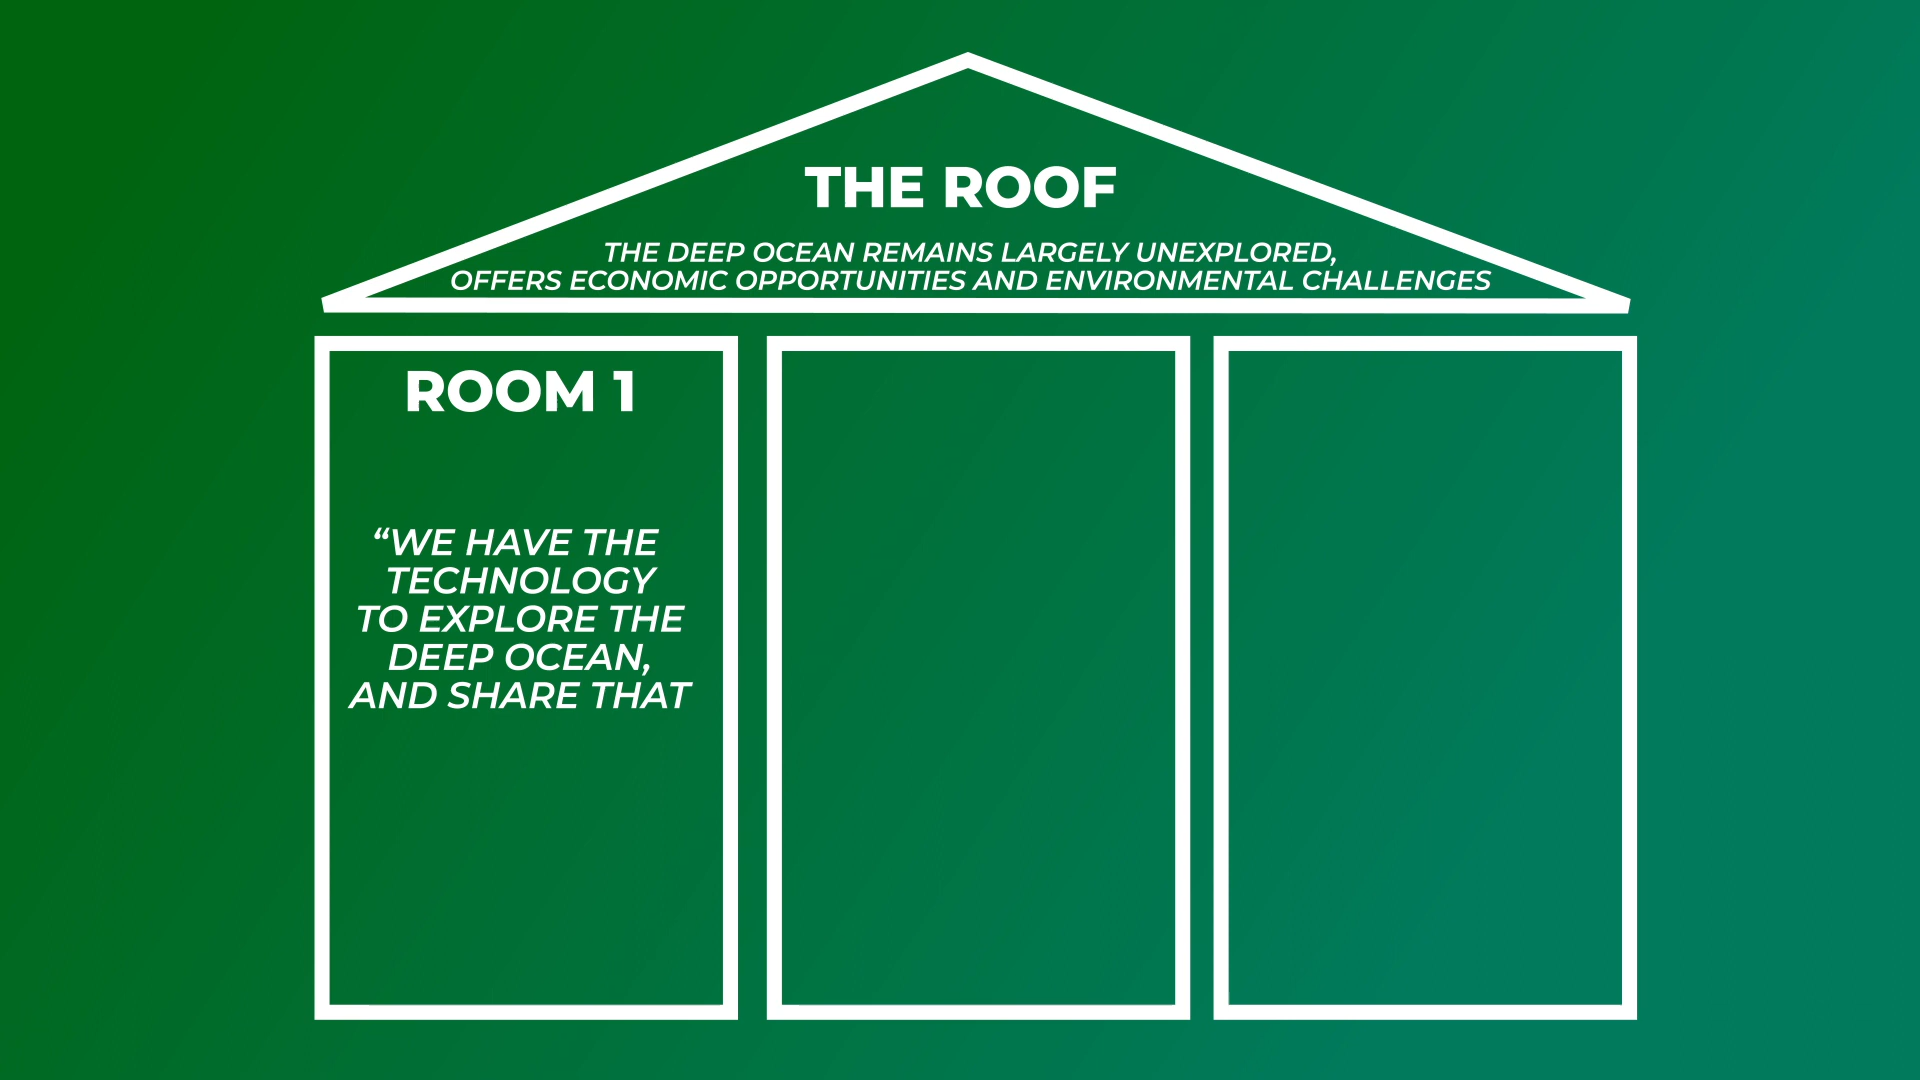 THE ROOF
THE DEEP OCEAN REMAINS LARGELY UNEXPLORED,
OFFERS ECONOMIC OPPORTUNITIES AND ENVIRONMENTAL CHALLENGES
ROOM 1
“WE HAVE THE
TECHNOLOGY
TO EXPLORE THE
DEEP OCEAN,
AND SHARE THAT